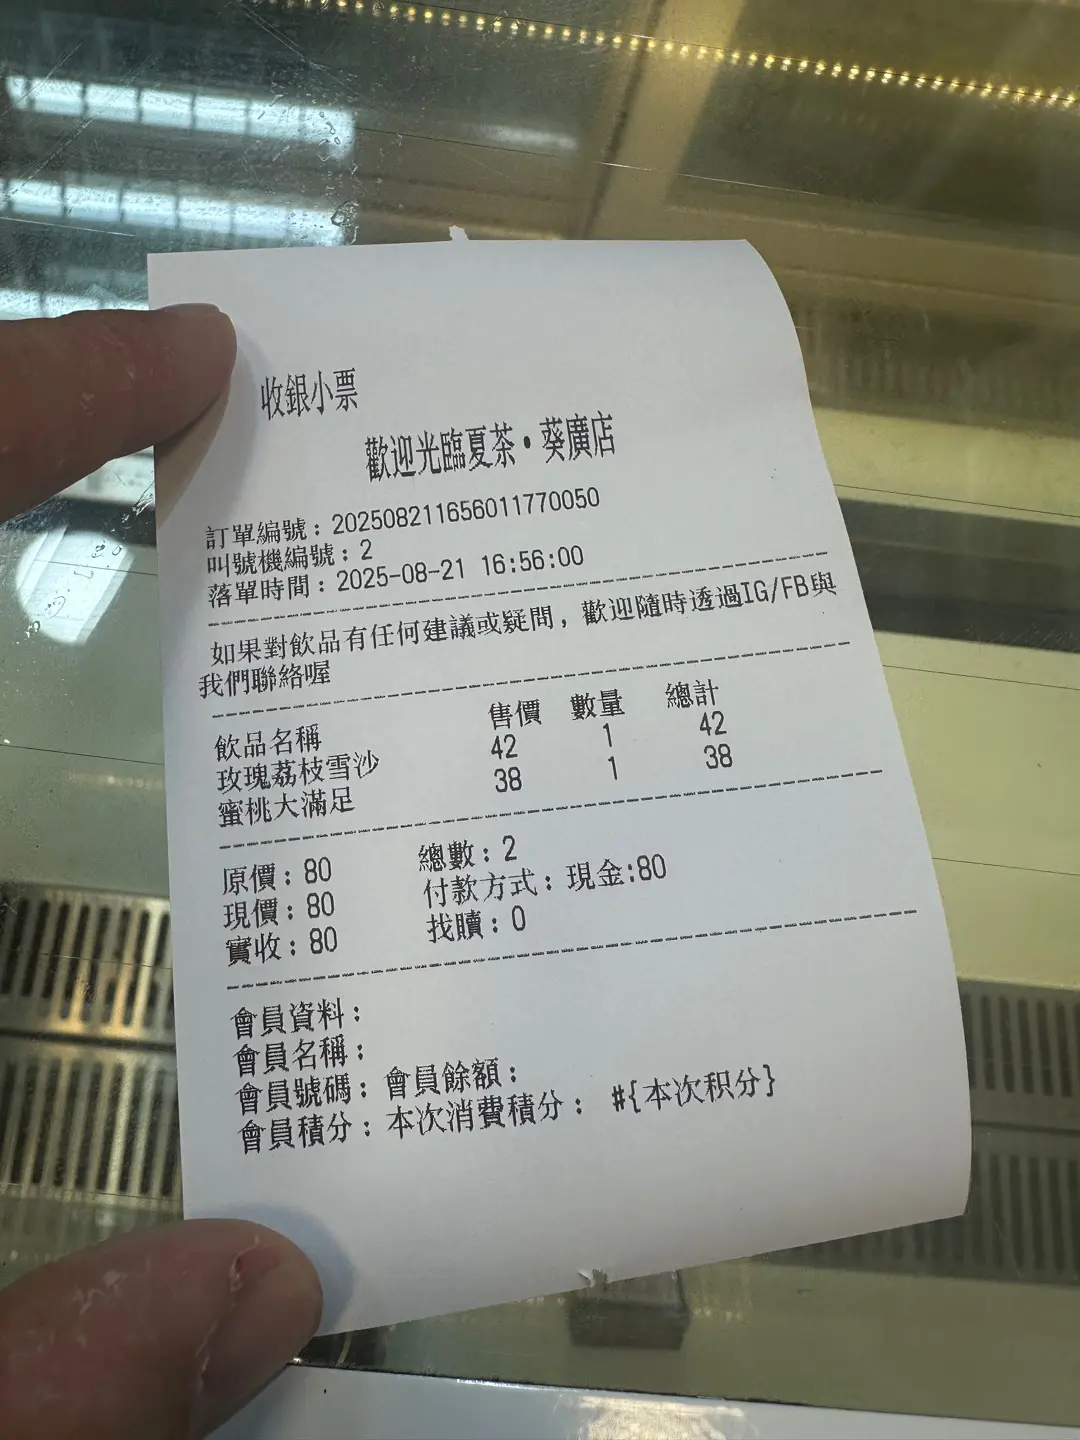 收銀小票
歡迎光臨夏茶•葵廣店
訂單編號：202508211656011770050
叫號機編號：2
落單時間：2025-08-21 16:56:00
如果對飲品有任何建議或疑問，歡迎隨時透過IG/FB與
我們聯絡喔
飲品名稱 售價 數量 總計
玫瑰荔枝雪沙 42 1 42
蜜桃大滿足 38 1 38
原價：80 總數：2
現價：80 付款方式：現金:80
實收：80 找贖：0
會員資料：
會員名稱：
會員號碼：會員餘額：
會員積分：本次消費積分： #{本次积分}